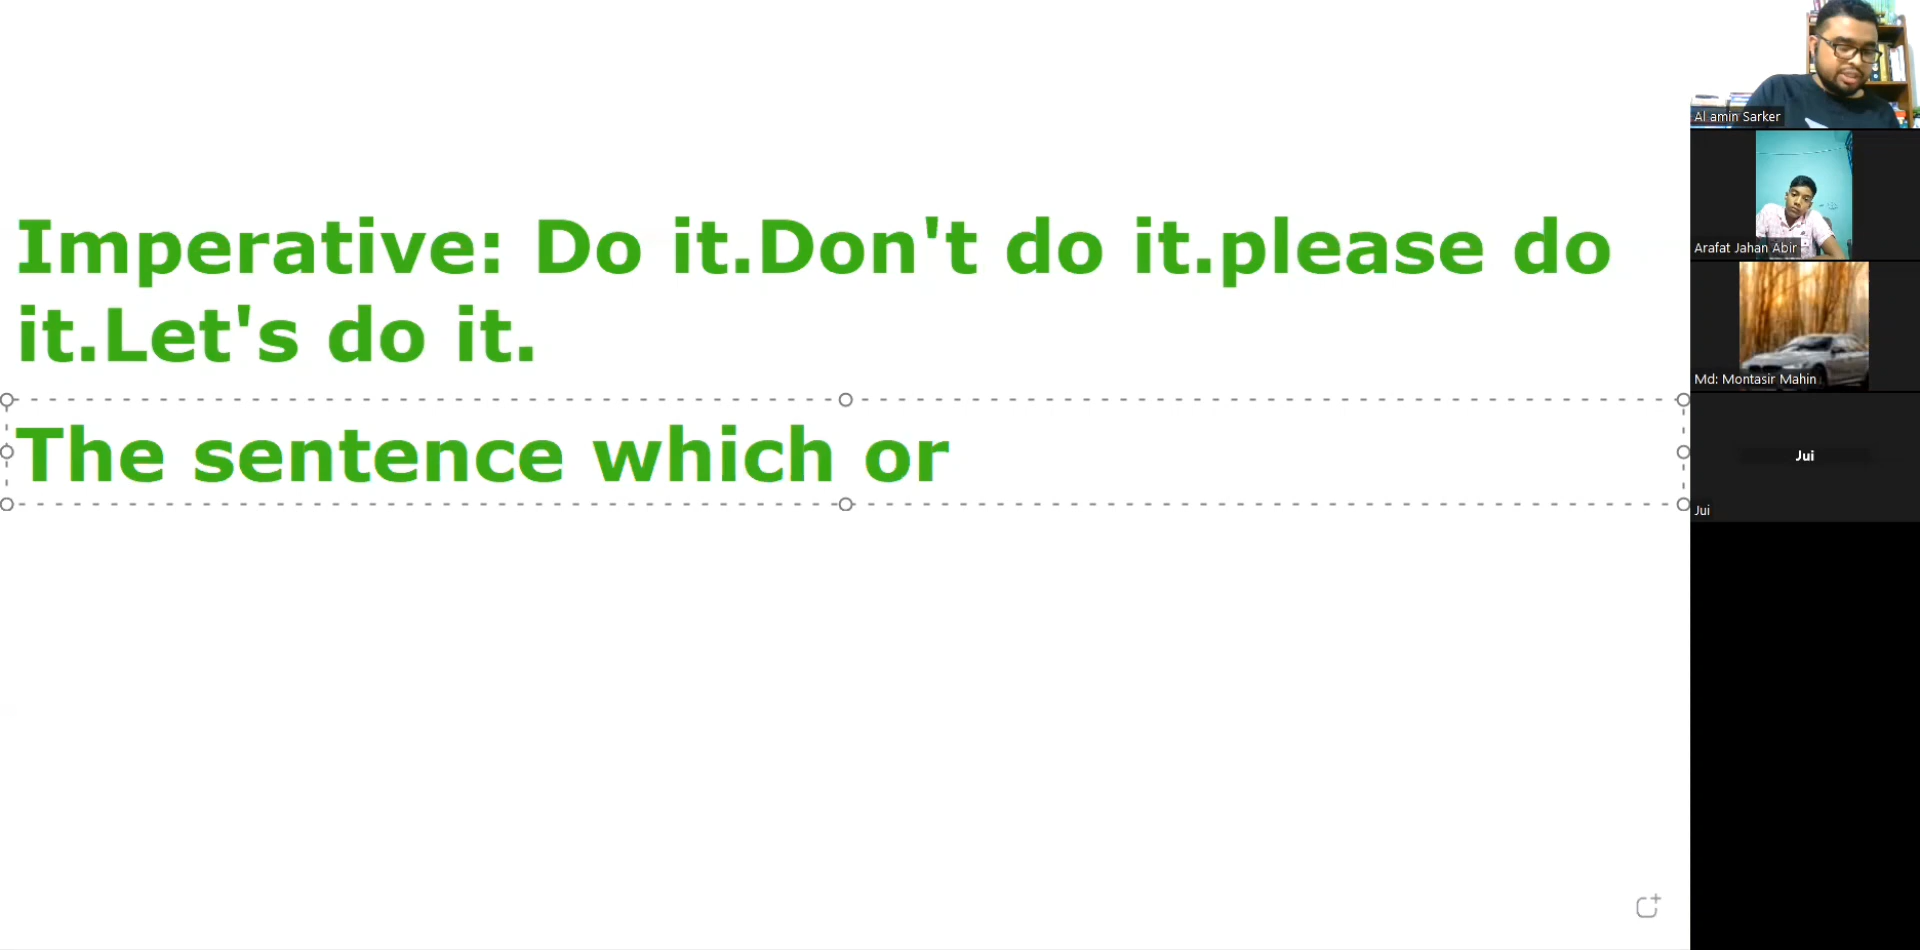 Imperative: Do it.Don't do it.please do
it.Let's do it.
The sentence which or
Al amin Sarker
Arafat Jahan Abir
Md: Montasir Mahin
Jui
Jui